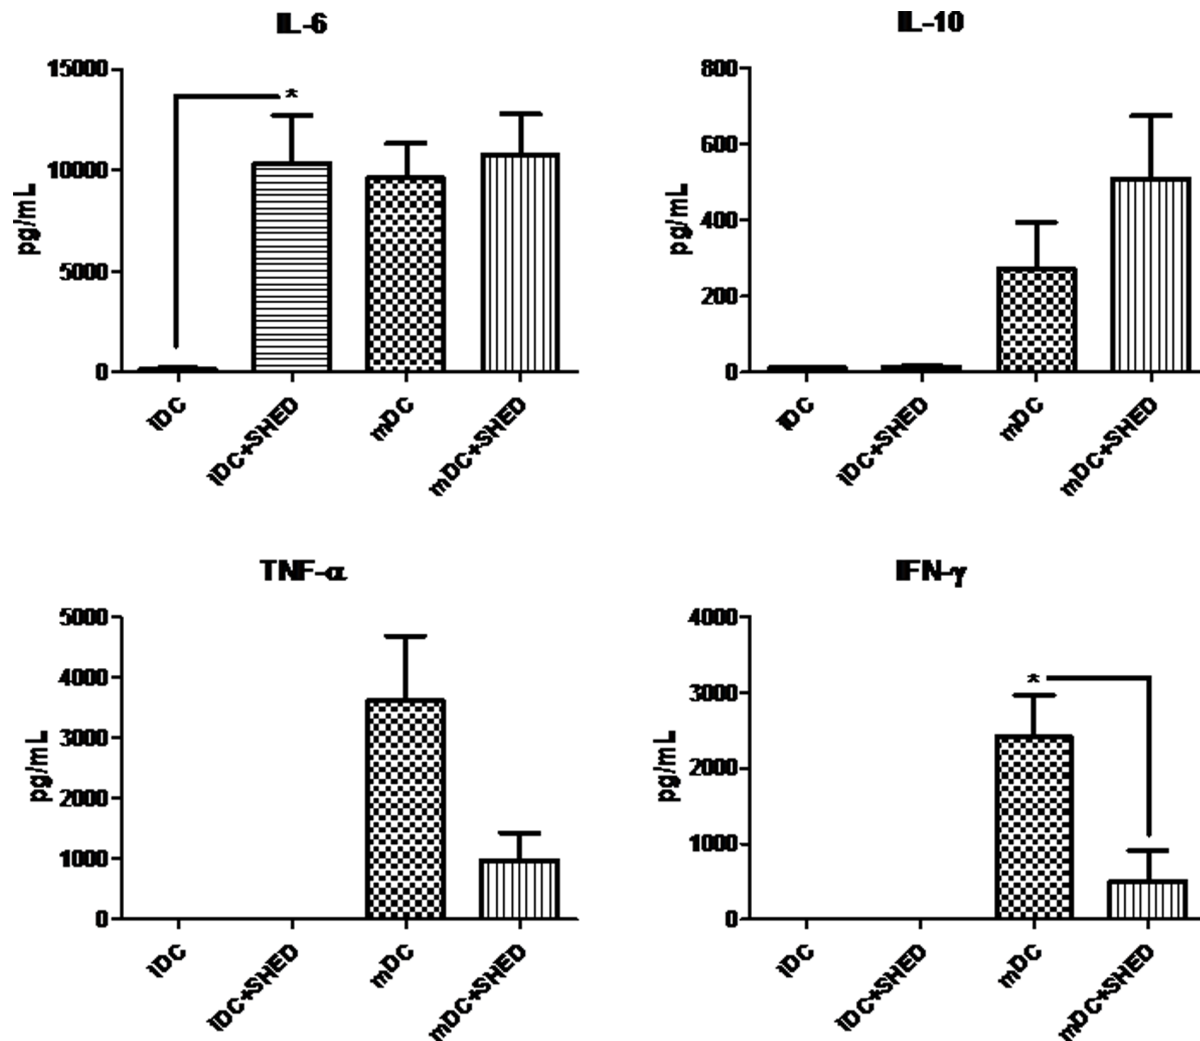 IL-6
15000
10000
5000
0
pg/mL
*
iDC
iDC+SHED
mDC
mDC+SHED
IL-10
800
600
400
200
0
pg/mL
iDC
iDC+SHED
mDC
mDC+SHED
TNF-α
5000
4000
3000
2000
1000
0
pg/mL
iDC
iDC+SHED
mDC
mDC+SHED
IFN-γ
4000
3000
2000
1000
0
pg/mL
*
iDC
iDC+SHED
mDC
mDC+SHED